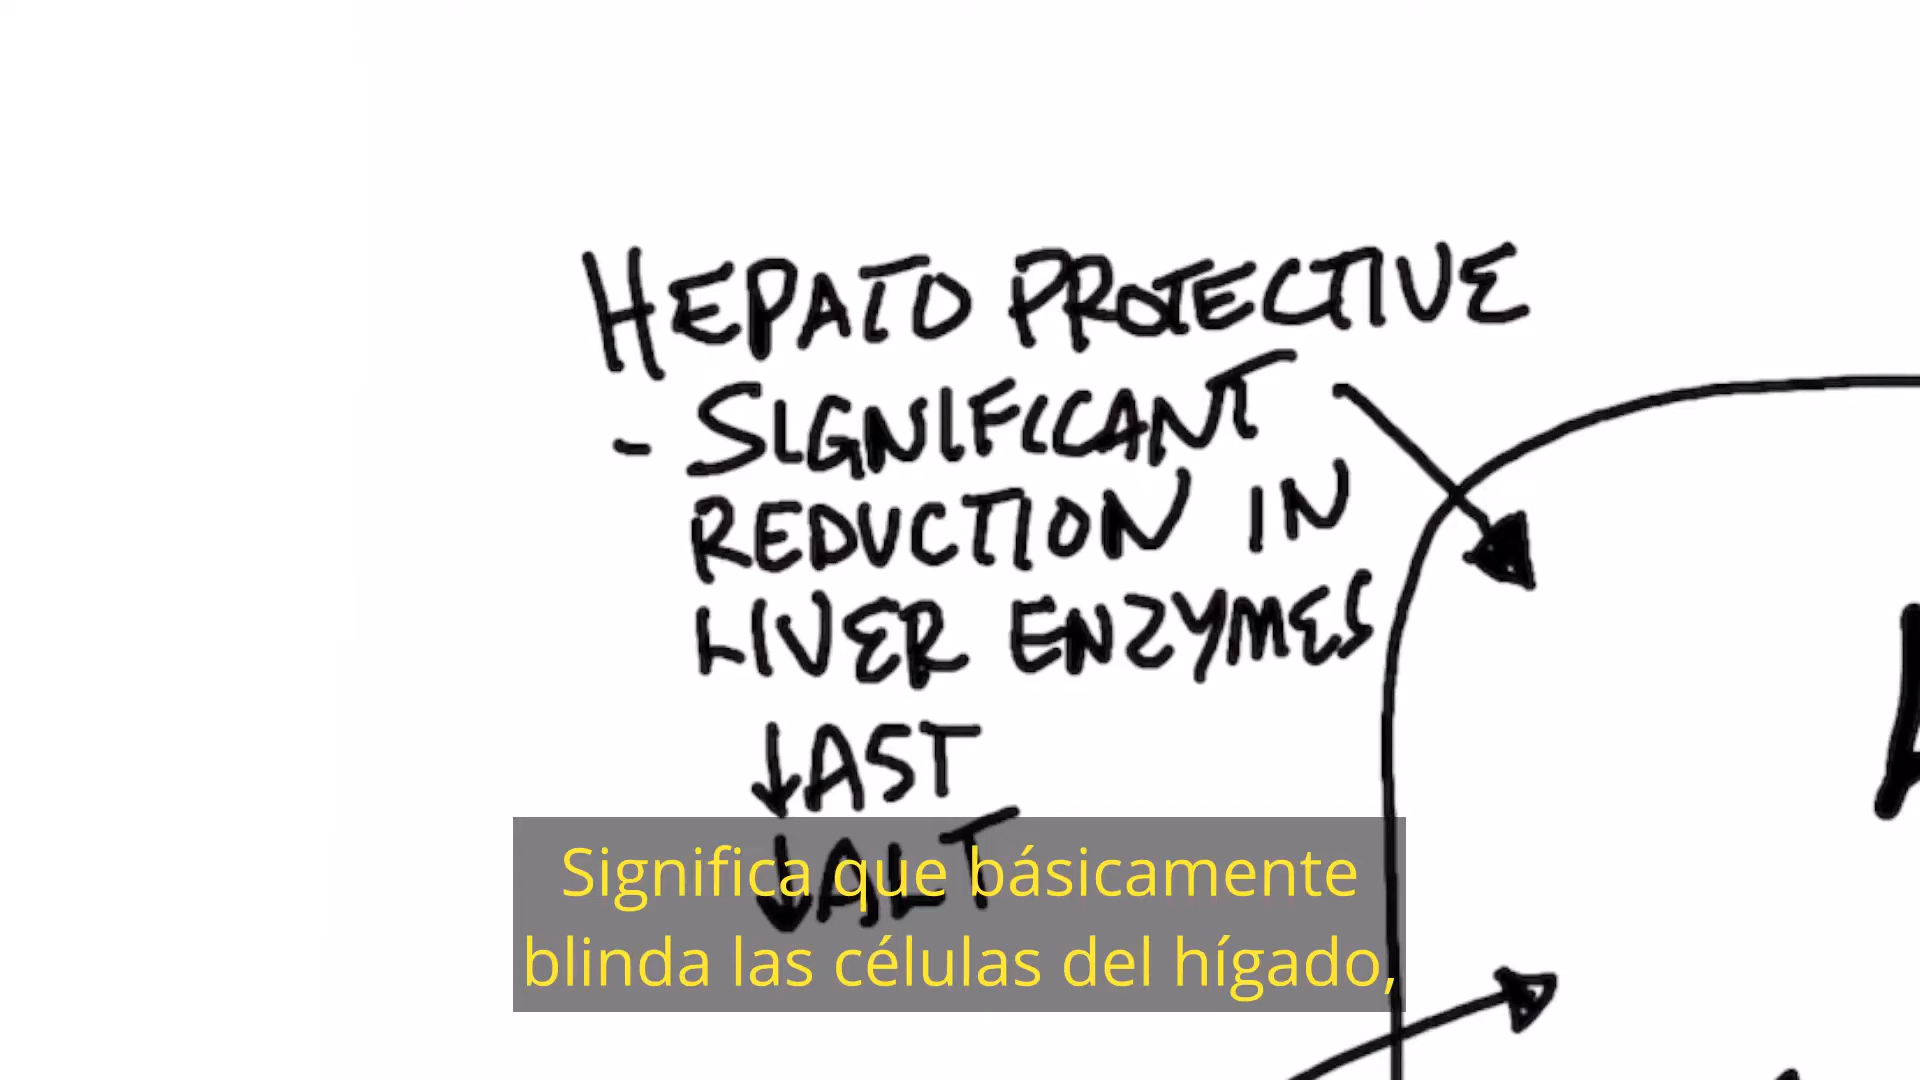 HEPATO PROTECTIVE
- SIGNIFICANT
REDUCTION IN
LIVER ENZYMES
↓AST
↓ALT
Significa que básicamente
blinda las células del hígado,